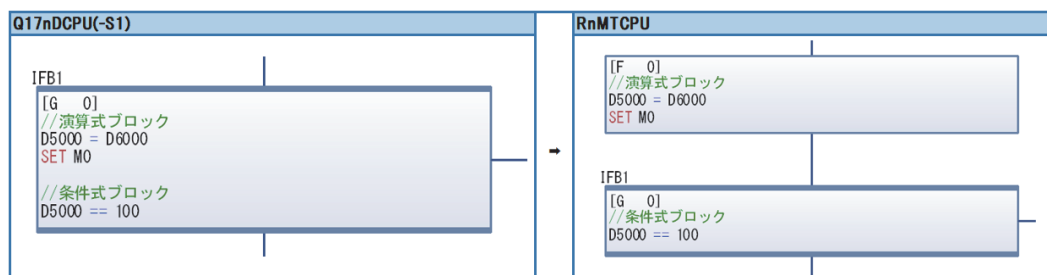 Q17nDCPU(-S1)
IFB1
[G 0]
//演算式ブロック
D5000 = D6000
SET M0
//条件式ブロック
D5000 == 100
➡
RnMTCPU
[F 0]
//演算式ブロック
D5000 = D6000
SET M0
IFB1
[G 0]
//条件式ブロック
D5000 == 100